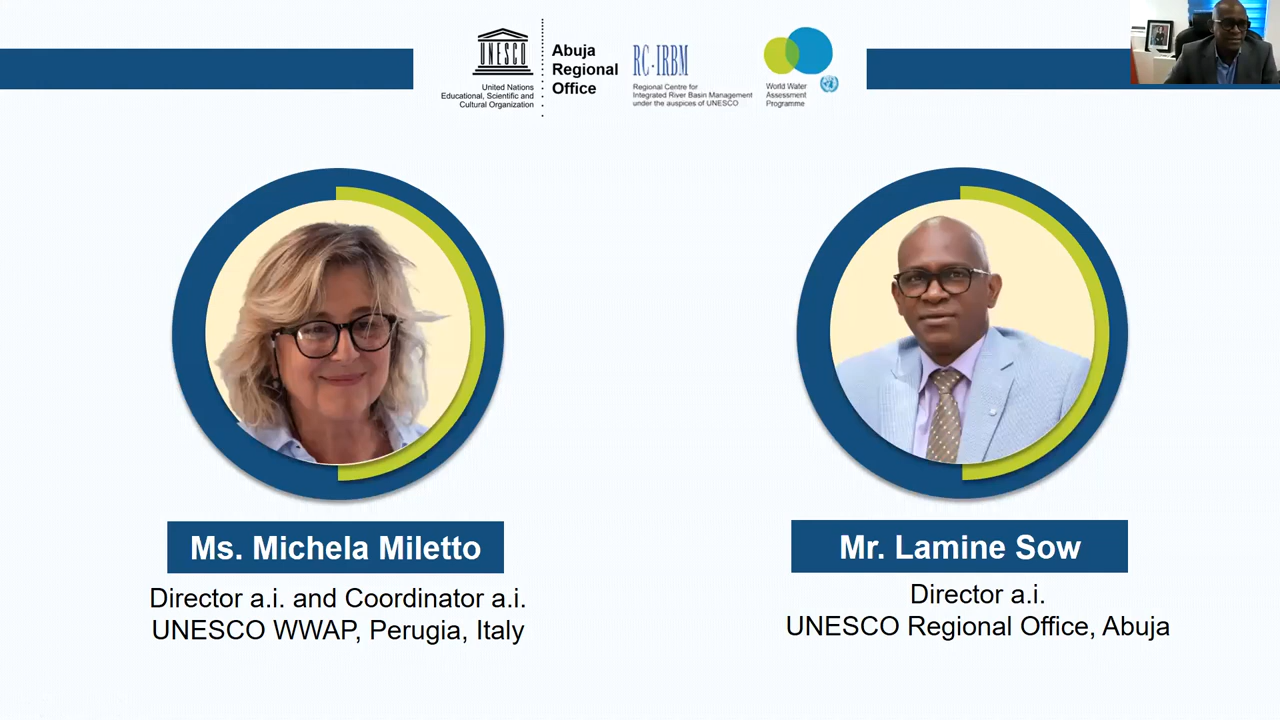 UNESCO
United Nations
Educational, Scientific and
Cultural Organization
Abuja
Regional
Office
RC-IRBM
Regional Centre for
Integrated River Basin Management
under the auspices of UNESCO
World Water
Assessment
Programme
Ms. Michela Miletto
Director a.i. and Coordinator a.i.
UNESCO WWAP, Perugia, Italy
Mr. Lamine Sow
Director a.i.
UNESCO Regional Office, Abuja